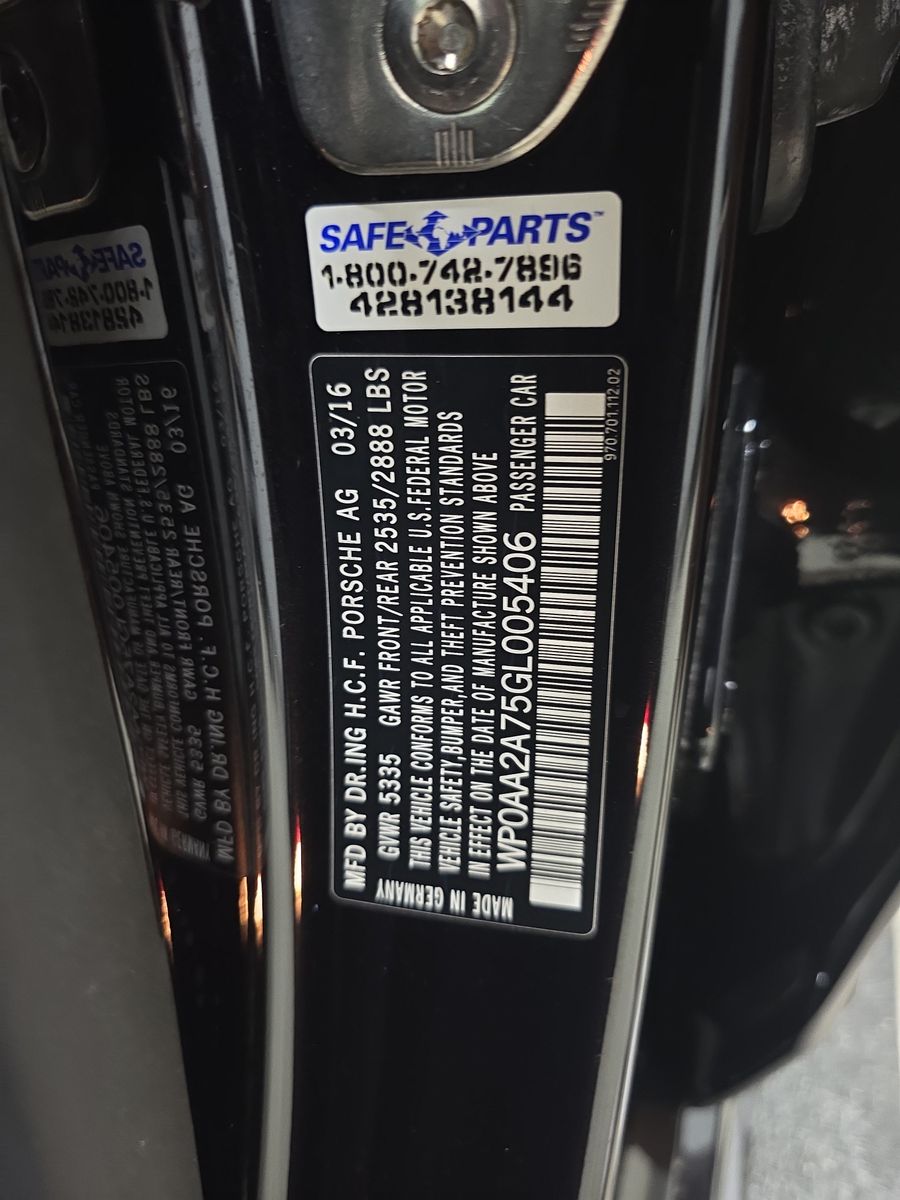 SAFE PARTS™
1-800-742-7896
428138144
MFD BY DR.ING H.C.F. PORSCHE AG 03/16
GVWR 5335 GAWR FRONT/REAR 2535/2888 LBS
THIS VEHICLE CONFORMS TO ALL APPLICABLE U.S.FEDERAL MOTOR
VEHICLE SAFETY,BUMPER,AND THEFT PREVENTION STANDARDS
IN EFFECT ON THE DATE OF MANUFACTURE SHOWN ABOVE
WP0AA2A75GL005406 PASSENGER CAR
970.701.112.02
MADE IN GERMANY